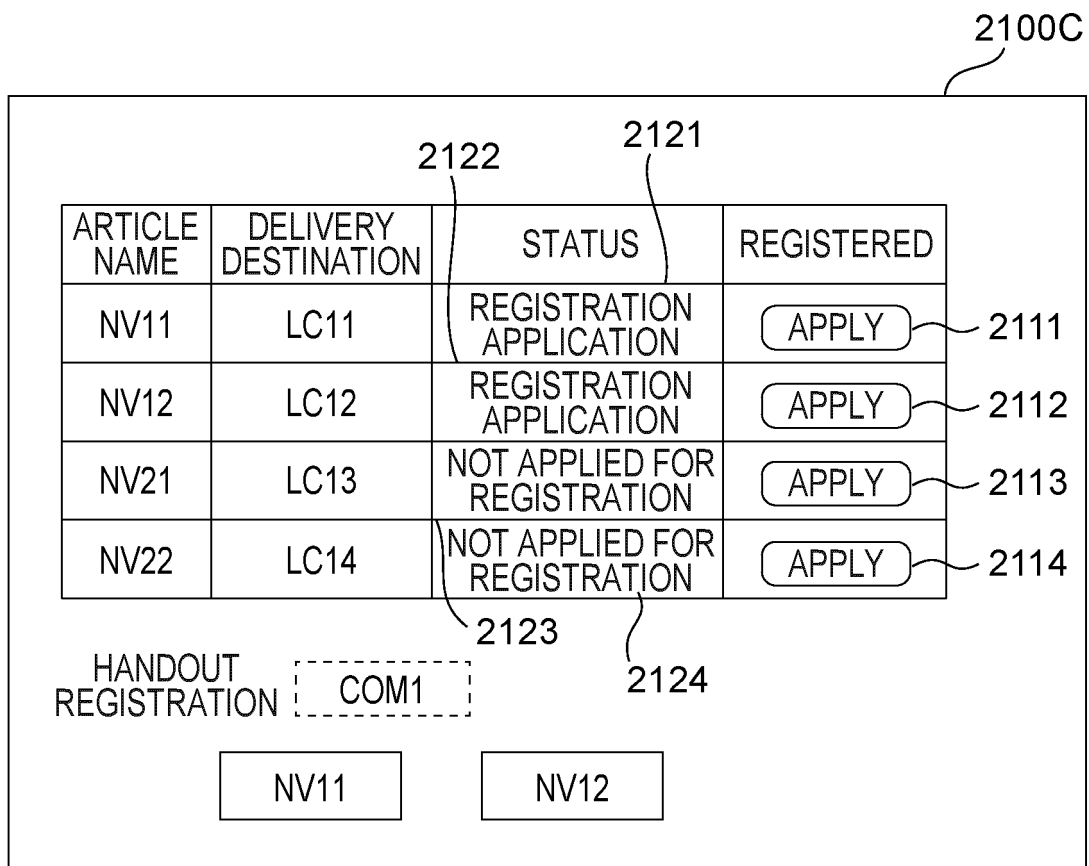 2100C
2121
2122
ARTICLE NAME
DELIVERY DESTINATION
STATUS
REGISTERED
NV11
LC11
REGISTRATION APPLICATION
APPLY
2111
NV12
LC12
REGISTRATION APPLICATION
APPLY
2112
NV21
LC13
NOT APPLIED FOR REGISTRATION
APPLY
2113
NV22
LC14
NOT APPLIED FOR REGISTRATION
APPLY
2114
2123
2124
HANDOUT REGISTRATION
COM1
NV11
NV12